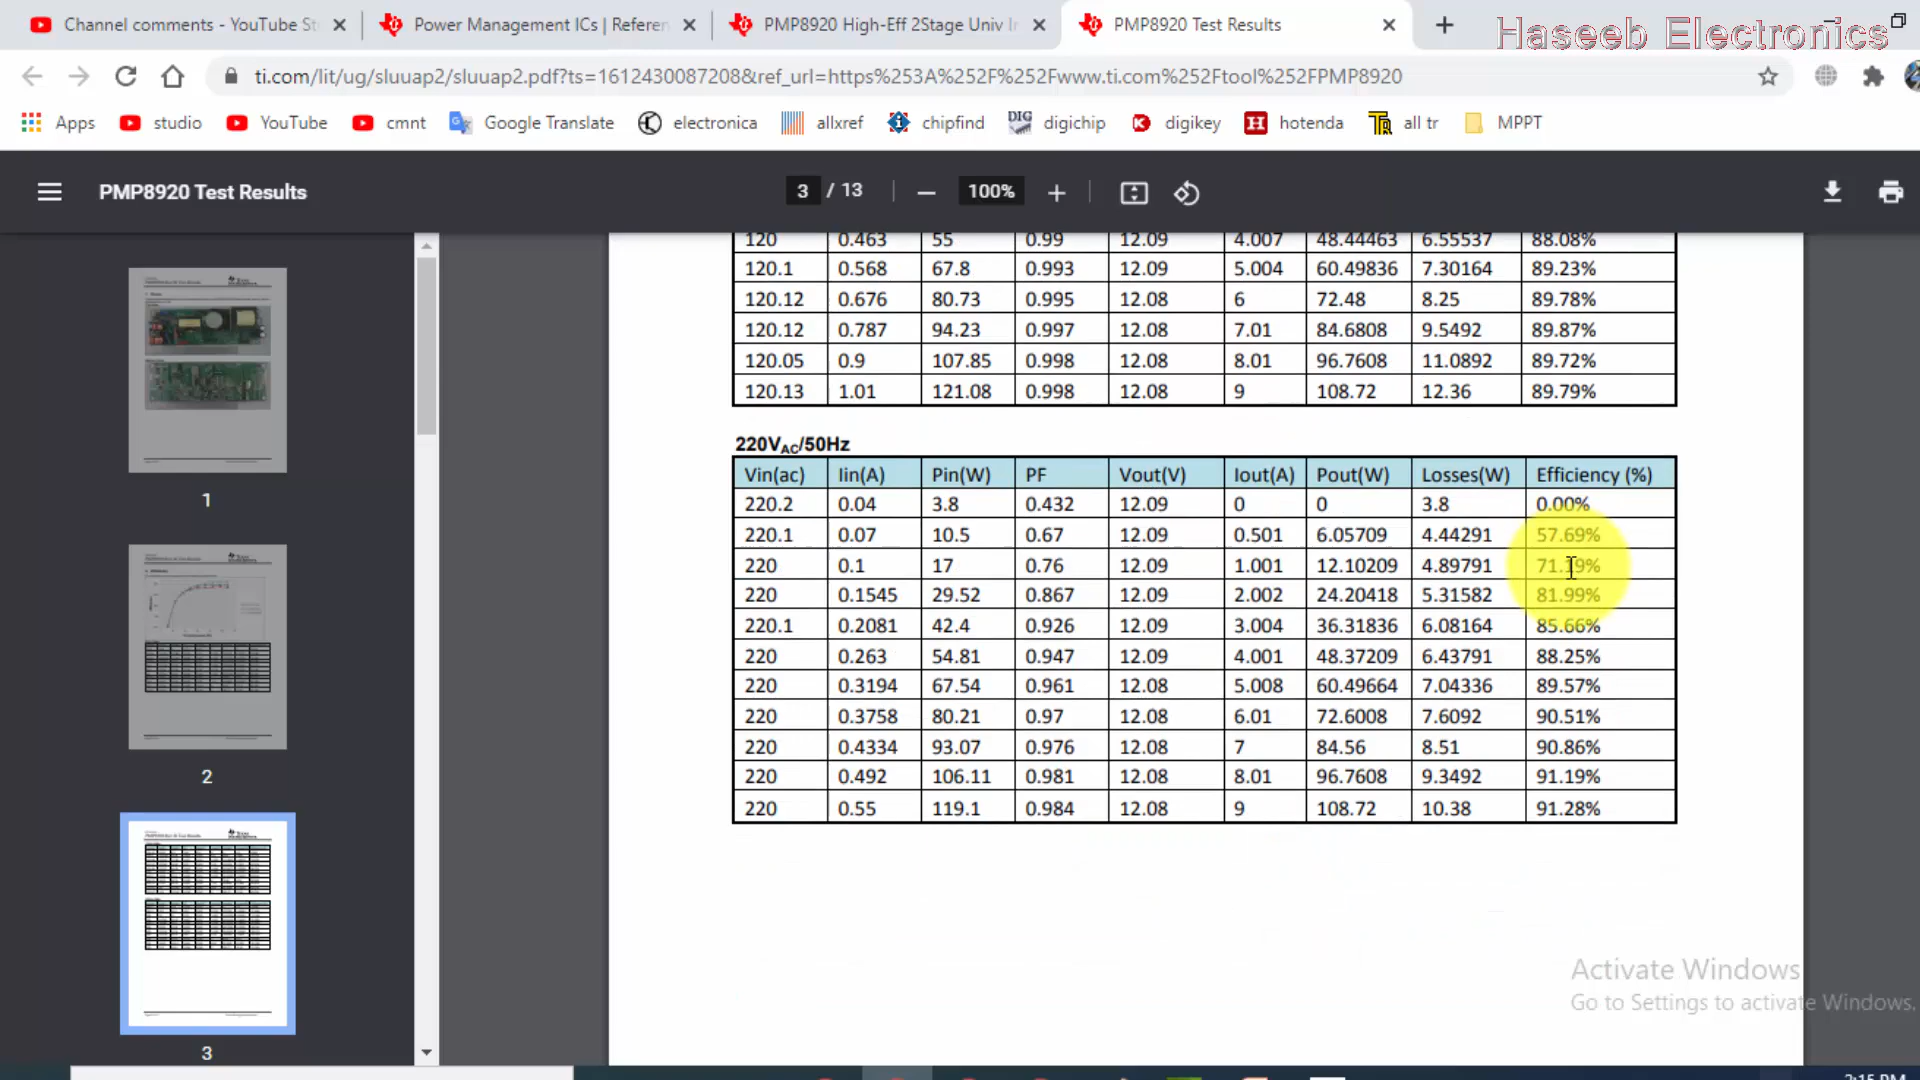 Channel comments - YouTube St
Power Management ICs | Referen
PMP8920 High-Eff 2Stage Univ I
PMP8920 Test Results
Haseeb Electronics
ti.com/lit/ug/sluuap2/sluuap2.pdf?ts=1612430087208&ref_url=https%253A%252F%252Fwww.ti.com%252Ftool%252FPMP8920
Apps studio YouTube cmnt Google Translate electronica allxref chipfind DIG digichip digikey H hotenda all tr MPPT
PMP8920 Test Results
3 / 13
100%
120 0.463 55 0.99 12.09 4.007 48.44463 6.55537 88.08%
120.1 0.568 67.8 0.993 12.09 5.004 60.49836 7.30164 89.23%
120.12 0.676 80.73 0.995 12.08 6 72.48 8.25 89.78%
120.12 0.787 94.23 0.997 12.08 7.01 84.6808 9.5492 89.87%
120.05 0.9 107.85 0.998 12.08 8.01 96.7608 11.0892 89.72%
120.13 1.01 121.08 0.998 12.08 9 108.72 12.36 89.79%
220VAC/50Hz
Vin(ac) Iin(A) Pin(W) PF Vout(V) Iout(A) Pout(W) Losses(W) Efficiency (%)
220.2 0.04 3.8 0.432 12.09 0 0 3.8 0.00%
220.1 0.07 10.5 0.67 12.09 0.501 6.05709 4.44291 57.69%
220 0.1 17 0.76 12.09 1.001 12.10209 4.89791 71.19%
220 0.1545 29.52 0.867 12.09 2.002 24.20418 5.31582 81.99%
220.1 0.2081 42.4 0.926 12.09 3.004 36.31836 6.08164 85.66%
220 0.263 54.81 0.947 12.09 4.001 48.37209 6.43791 88.25%
220 0.3194 67.54 0.961 12.08 5.008 60.49664 7.04336 89.57%
220 0.3758 80.21 0.97 12.08 6.01 72.6008 7.6092 90.51%
220 0.4334 93.07 0.976 12.08 7 84.56 8.51 90.86%
220 0.492 106.11 0.981 12.08 8.01 96.7608 9.3492 91.19%
220 0.55 119.1 0.984 12.08 9 108.72 10.38 91.28%
1
2
3
Activate Windows
Go to Settings to activate Windows.